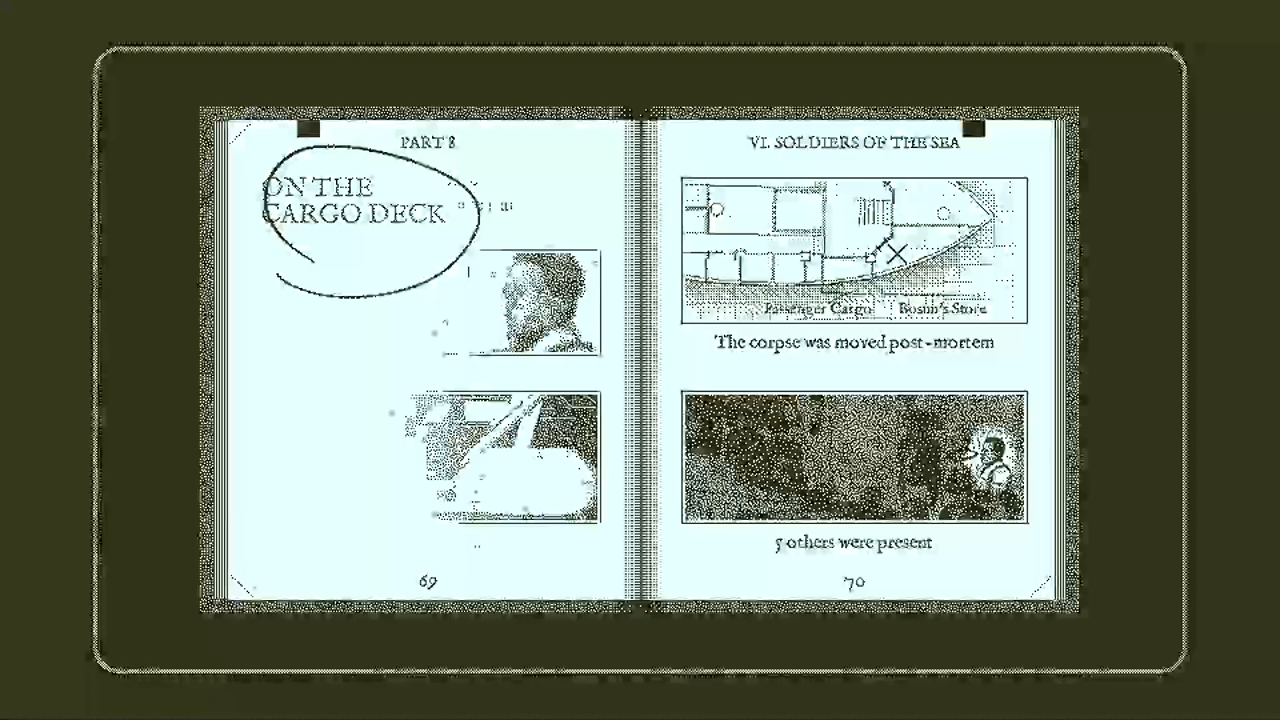 PART 8
ON THE
CARGO DECK
69
VI. SOLDIERS OF THE SEA
Passenger Cargo
Bosun's Store
The corpse was moved post-mortem
5 others were present
70